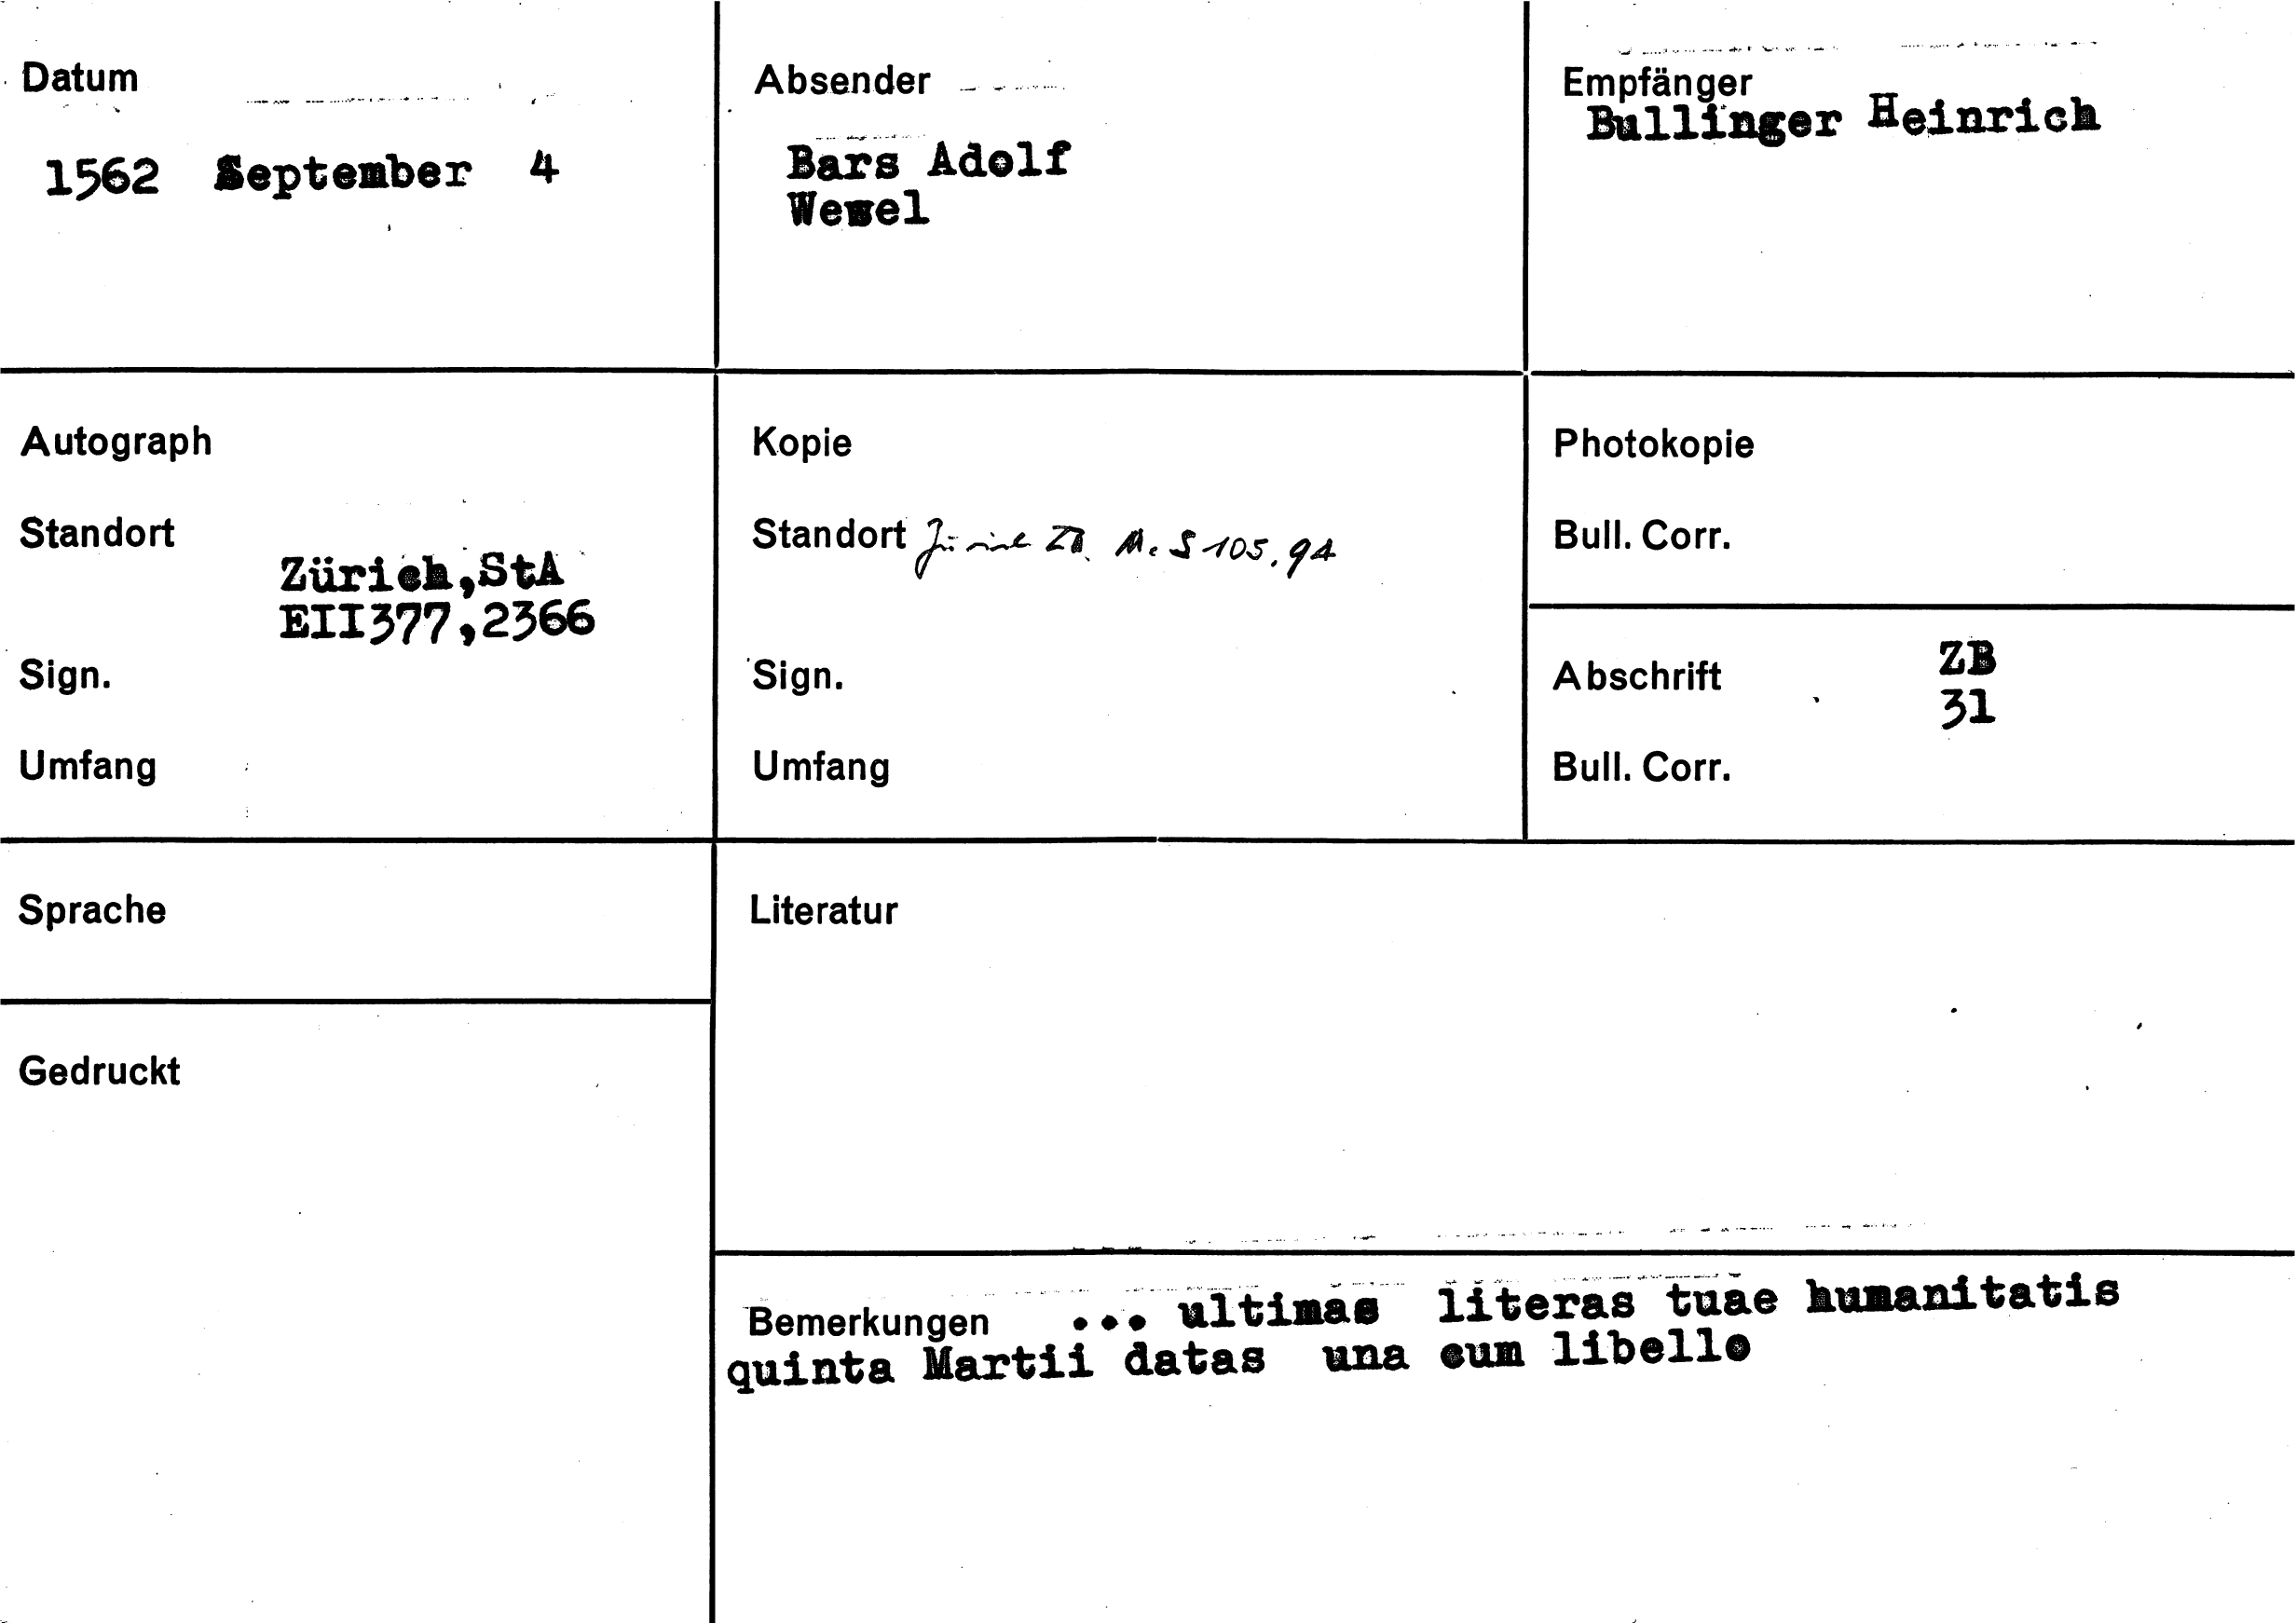 Datum
1562 September 4
Absender
Bars Adolf
Wesel
Empfänger
Bullinger Heinrich
Autograph
Standort
Zürich,StA
EII377,2366
Sign.
Umfang
Kopie
Standort Zürich ZB. Ms S 105, 94
Sign.
Umfang
Photokopie
Bull. Corr.
Abschrift ZB
31
Bull. Corr.
Sprache
Gedruckt
Literatur
Bemerkungen ... ultimas literas tuae humanitatis
quinta Martii datas una cum libello